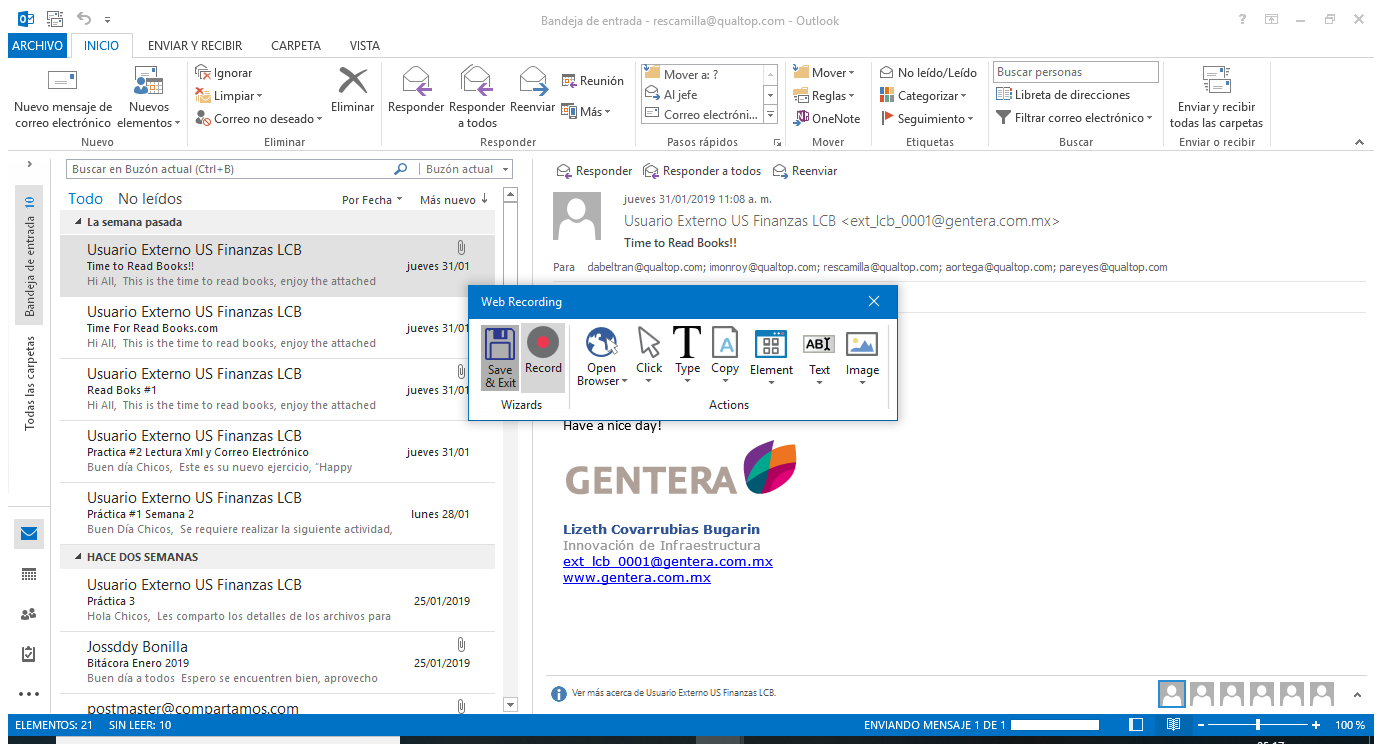 Bandeja de entrada - rescamilla@qualtop.com - Outlook
ARCHIVO INICIO ENVIAR Y RECIBIR CARPETA VISTA
Nuevo mensaje de correo electrónico
Nuevos elementos
Nuevo
Ignorar
Limpiar
Correo no deseado
Eliminar
Eliminar
Responder
Responder a todos
Reenviar
Reunión
Más
Responder
Mover a: ?
Al jefe
Correo electróni...
Pasos rápidos
Mover
Reglas
OneNote
Mover
No leído/Leído
Categorizar
Seguimiento
Etiquetas
Buscar personas
Libreta de direcciones
Filtrar correo electrónico
Buscar
Enviar y recibir todas las carpetas
Enviar o recibir
Bandeja de entrada 10
Todas las carpetas
Buscar en Buzón actual (Ctrl+B) Buzón actual
Todo No leídos Por Fecha Más nuevo
La semana pasada
Usuario Externo US Finanzas LCB
Time to Read Books!! jueves 31/01
Hi All, This is the time to read books, enjoy the attached
Usuario Externo US Finanzas LCB
Time For Read Books.com jueves 31/01
Hi All, This is the time to read books, enjoy the attached
Usuario Externo US Finanzas LCB
Read Boks #1 jueves 31/01
Hi All, This is the time to read books, enjoy the attached
Usuario Externo US Finanzas LCB
Practica #2 Lectura Xml y Correo Electrónico jueves 31/01
Buen día Chicos, Este es su nuevo ejercicio, "Happy
Usuario Externo US Finanzas LCB
Práctica #1 Semana 2 lunes 28/01
Buen Día Chicos, Se requiere realizar la siguiente actividad,
HACE DOS SEMANAS
Usuario Externo US Finanzas LCB
Práctica 3 25/01/2019
Hola Chicos, Les comparto los detalles de los archivos para
Jossddy Bonilla
Bitácora Enero 2019 25/01/2019
Buen día a todos Espero se encuentren bien, aprovecho
postmaster@compartamos.com
Responder Responder a todos Reenviar
jueves 31/01/2019 11:08 a. m.
Usuario Externo US Finanzas LCB <ext_lcb_0001@gentera.com.mx>
Time to Read Books!!
Para dabeltran@qualtop.com; imonroy@qualtop.com; rescamilla@qualtop.com; aortega@qualtop.com; pareyes@qualtop.com
Web Recording
Save & Exit
Record
Wizards
Open Browser
Click
Type
Copy
Element
Text
Image
Actions
Have a nice day!
GENTERA
Lizeth Covarrubias Bugarin
Innovación de Infraestructura
ext_lcb_0001@gentera.com.mx
www.gentera.com.mx
Ver más acerca de Usuario Externo US Finanzas LCB.
ELEMENTOS: 21 SIN LEER: 10 ENVIANDO MENSAJE 1 DE 1 100 %